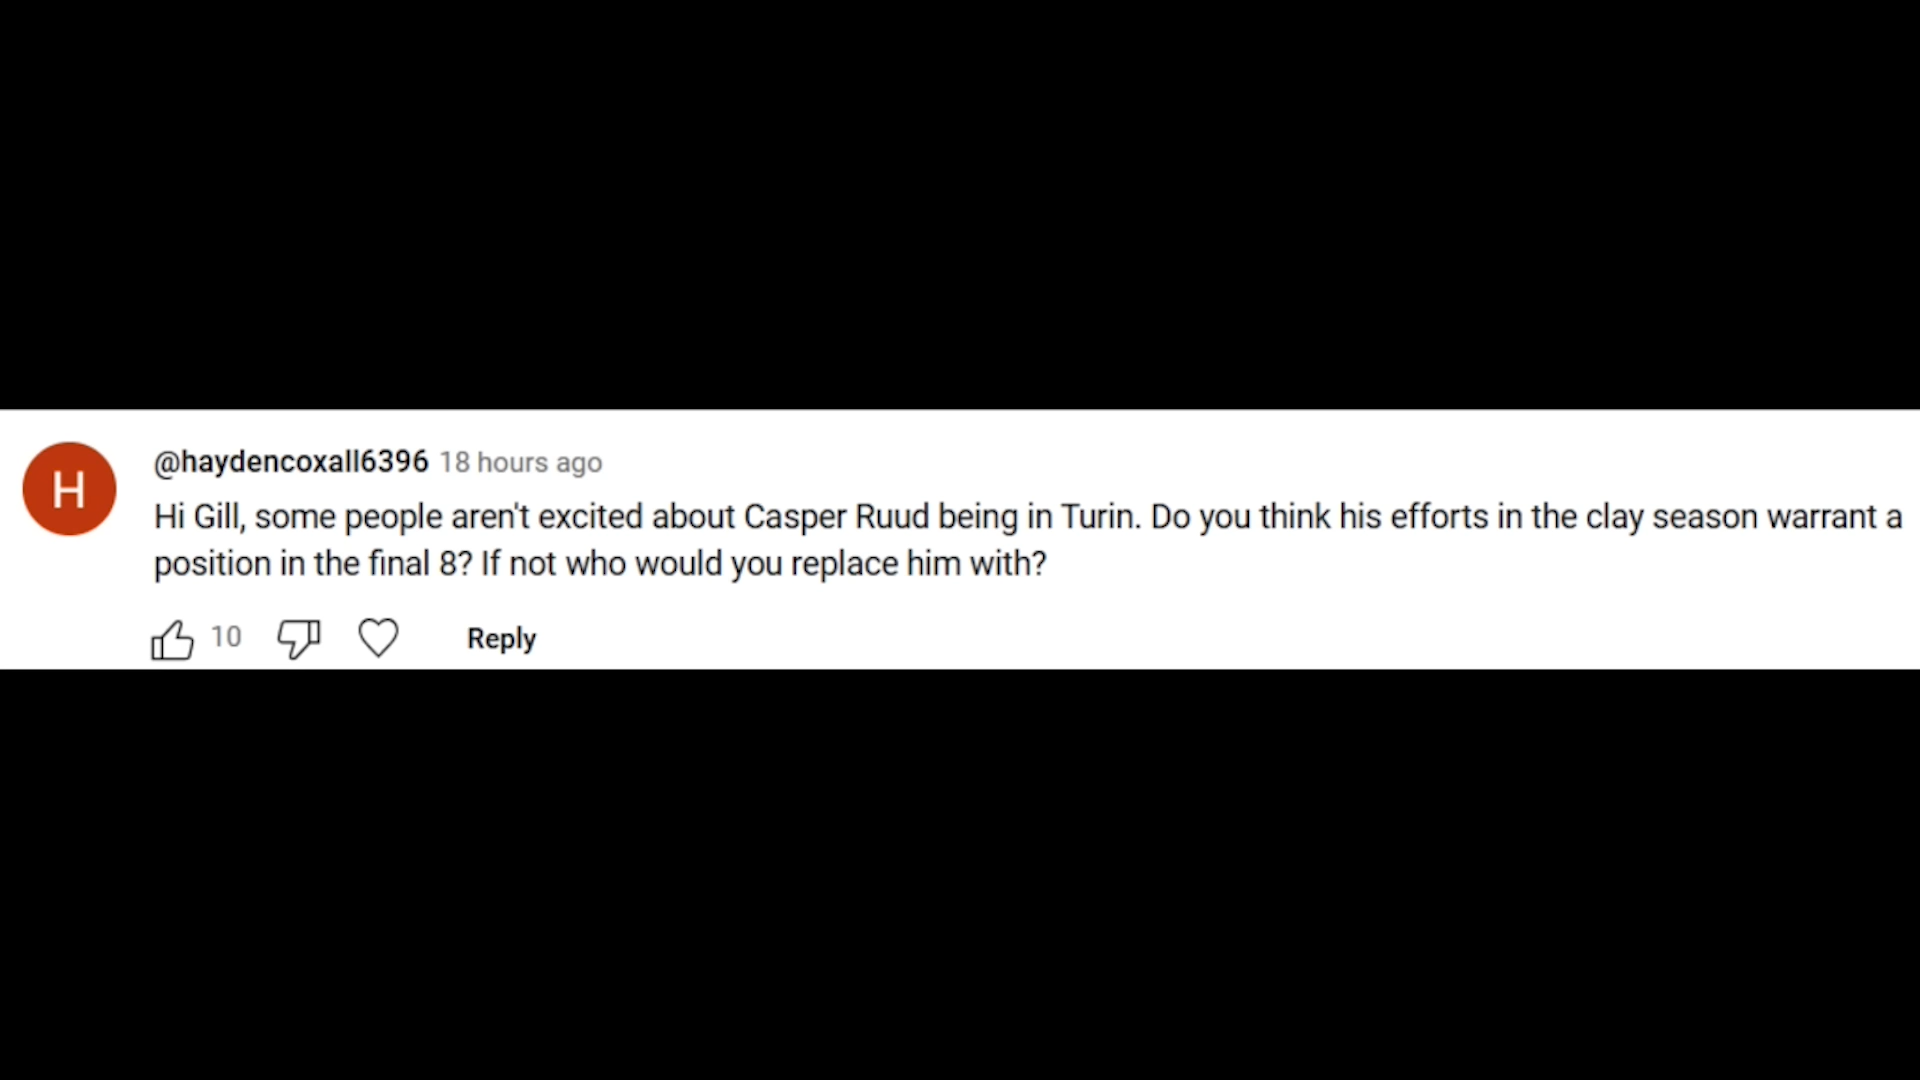 H
@haydencoxall6396 18 hours ago
Hi Gill, some people aren't excited about Casper Ruud being in Turin. Do you think his efforts in the clay season warrant a
position in the final 8? If not who would you replace him with?
10 Reply